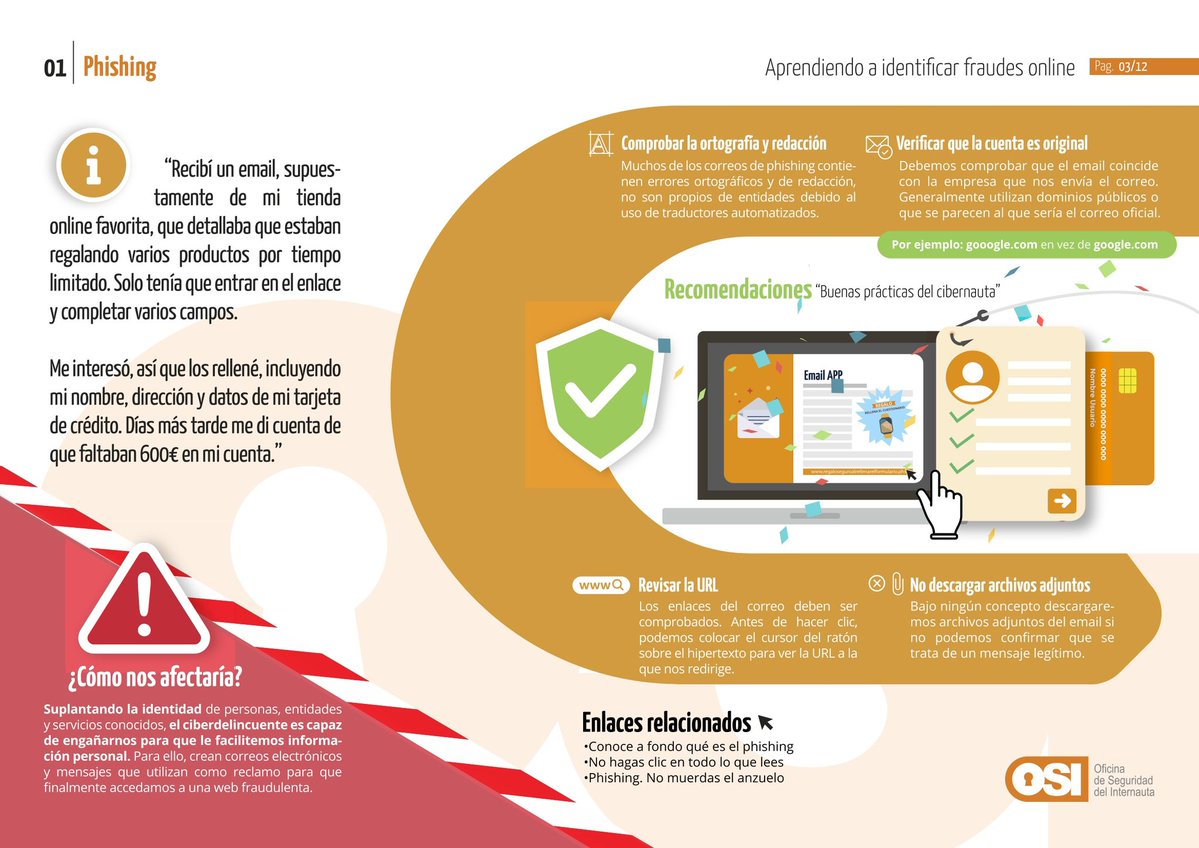 01 Phishing
Aprendiendo a identificar fraudes online
Pag. 03/12
“Recibí un email, supues-
tamente de mi tienda
online favorita, que detallaba que estaban
regalando varios productos por tiempo
limitado. Solo tenía que entrar en el enlace
y completar varios campos.
Me interesó, así que los rellené, incluyendo
mi nombre, dirección y datos de mi tarjeta
de crédito. Días más tarde me di cuenta de
que faltaban 600€ en mi cuenta.”
¿Cómo nos afectaría?
Suplantando la identidad de personas, entidades
y servicios conocidos, el ciberdelincuente es capaz
de engañarnos para que le facilitemos informa-
ción personal. Para ello, crean correos electrónicos
y mensajes que utilizan como reclamo para que
finalmente accedamos a una web fraudulenta.
Comprobar la ortografía y redacción
Muchos de los correos de phishing contie-
nen errores ortográficos y de redacción,
no son propios de entidades debido al
uso de traductores automatizados.
Verificar que la cuenta es original
Debemos comprobar que el email coincide
con la empresa que nos envía el correo.
Generalmente utilizan dominios públicos o
que se parecen al que sería el correo oficial.
Por ejemplo: gooogle.com en vez de google.com
Recomendaciones “Buenas prácticas del cibernauta”
Email APP
REGALO
Nombre Usuario
0000 0000 0000 000 000
www
Revisar la URL
Los enlaces del correo deben ser
comprobados. Antes de hacer clic,
podemos colocar el cursor del ratón
sobre el hipertexto para ver la URL a la
que nos redirige.
No descargar archivos adjuntos
Bajo ningún concepto descargare-
mos archivos adjuntos del email si
no podemos confirmar que se
trata de un mensaje legítimo.
Enlaces relacionados
•Conoce a fondo qué es el phishing
•No hagas clic en todo lo que lees
•Phishing. No muerdas el anzuelo
OSI
Oficina
de Seguridad
del Internauta